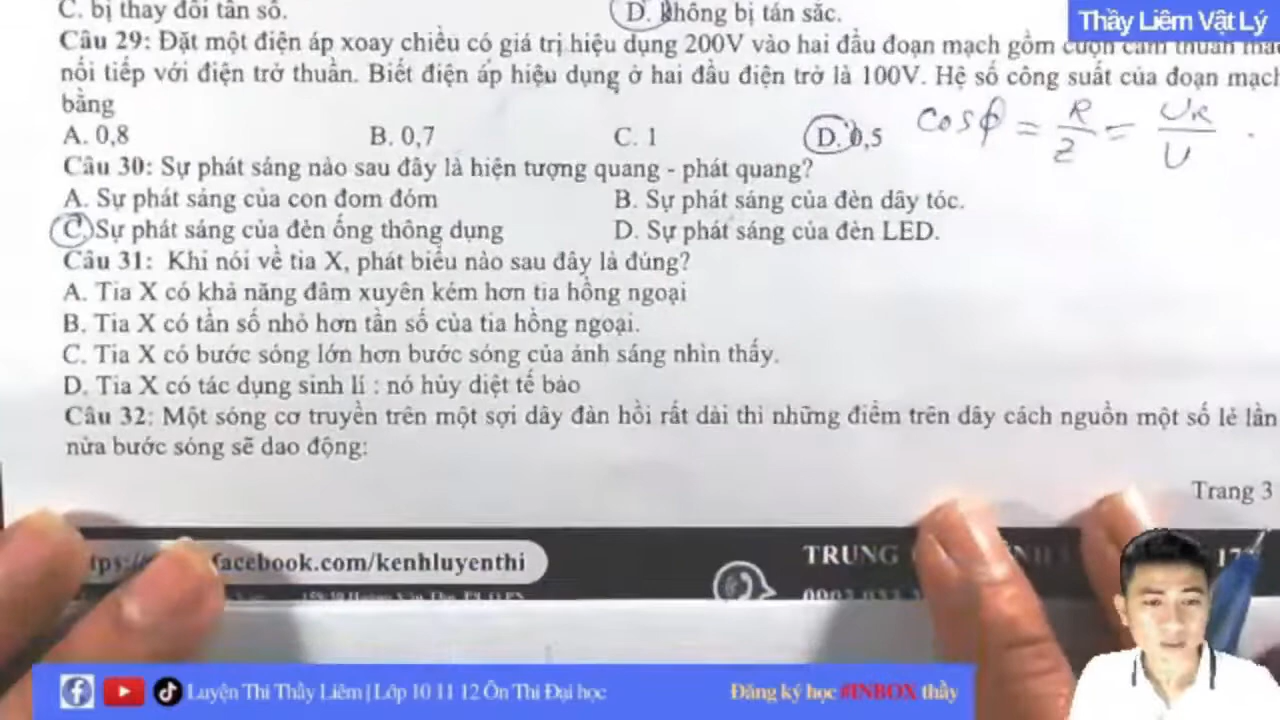 C. bị thay đổi tần số. D. không bị tán sắc.
Thầy Liêm Vật Lý
Câu 29: Đặt một điện áp xoay chiều có giá trị hiệu dụng 200V vào hai đầu đoạn mạch gồm cuộn cảm thuần
nối tiếp với điện trở thuần. Biết điện áp hiệu dụng ở hai đầu điện trở là 100V. Hệ số công suất của đoạn mạch
bằng
A. 0,8 B. 0,7 C. 1 D. 0,5
cosφ = R/Z = UR/U .
Câu 30: Sự phát sáng nào sau đây là hiện tượng quang - phát quang?
A. Sự phát sáng của con đom đóm B. Sự phát sáng của đèn dây tóc.
C. Sự phát sáng của đèn ống thông dụng D. Sự phát sáng của đèn LED.
Câu 31: Khi nói về tia X, phát biểu nào sau đây là đúng?
A. Tia X có khả năng đâm xuyên kém hơn tia hồng ngoại
B. Tia X có tần số nhỏ hơn tần số của tia hồng ngoại.
C. Tia X có bước sóng lớn hơn bước sóng của ánh sáng nhìn thấy.
D. Tia X có tác dụng sinh lí : nó hủy diệt tế bào
Câu 32: Một sóng cơ truyền trên một sợi dây đàn hồi rất dài thì những điểm trên dây cách nguồn một số lẻ lần
nửa bước sóng sẽ dao động:
Trang 3
facebook.com/kenhluyenthi
TRUNG
Luyện Thi Thầy Liêm | Lớp 10 11 12 Ôn Thi Đại học
Đăng ký học #INBOX thầy